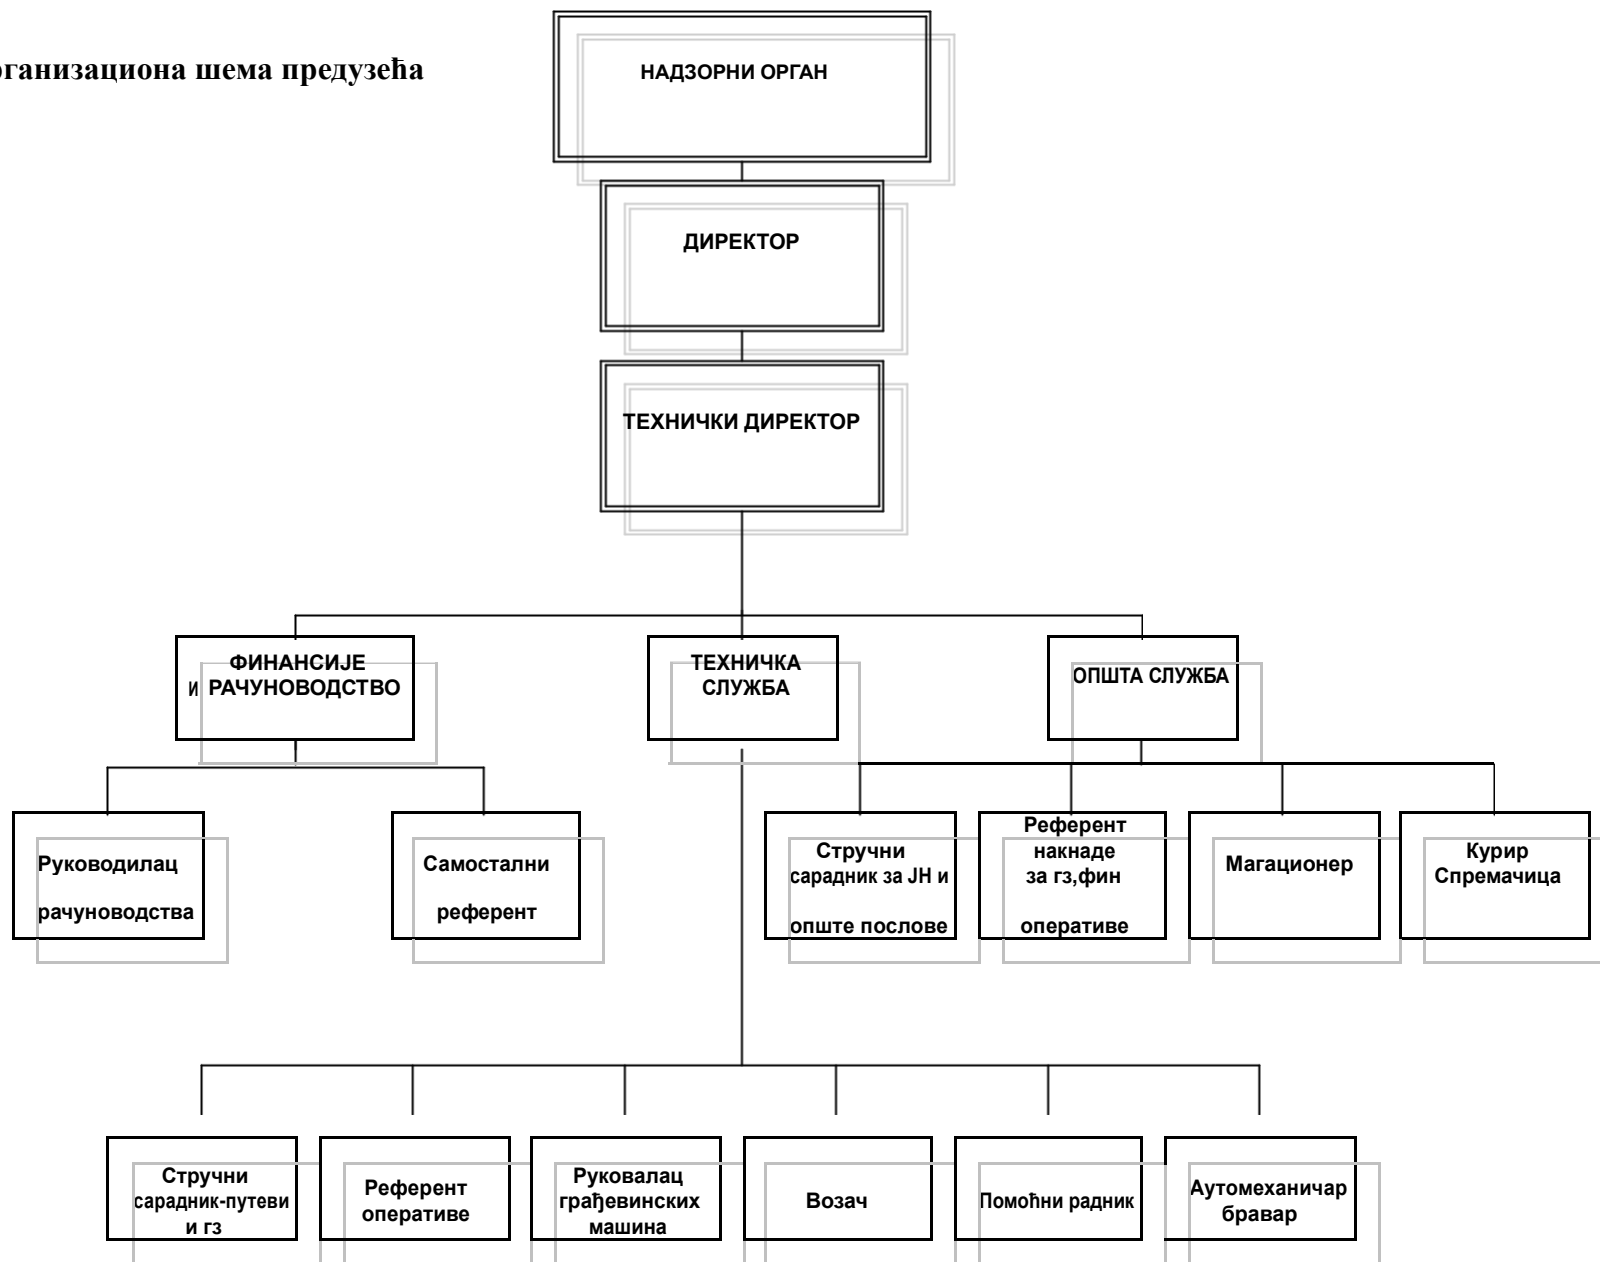 рганизациона шема предузећа
НАДЗОРНИ ОРГАН
ДИРЕКТОР
ТЕХНИЧКИ ДИРЕКТОР
ФИНАНСИЈЕ
И РАЧУНОВОДСТВО
ТЕХНИЧКА
СЛУЖБА
ОПШТА СЛУЖБА
Руководилац
рачуноводства
Самостални
референт
Стручни
сарадник за ЈН и
опште послове
Референт
накнаде
за гз,фин
оперативе
Магационер
Курир
Спремачица
Стручни
сарадник-путеви
и гз
Референт
оперативе
Руковалац
грађевинских
машина
Возач
Помоћни радник
Аутомеханичар
бравар